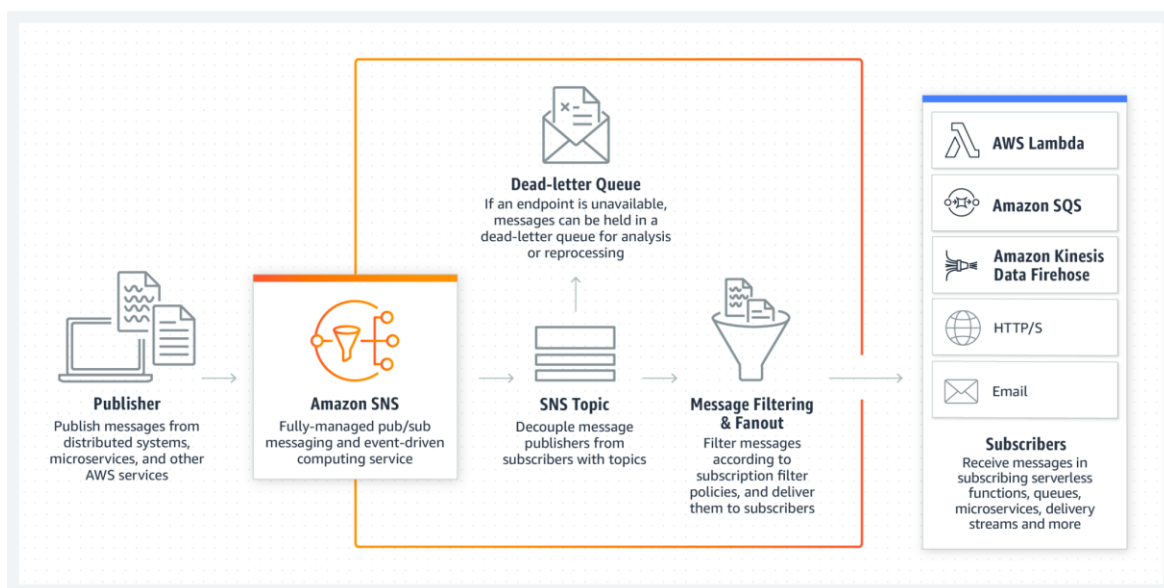 Publisher
Publish messages from
distributed systems,
microservices, and other
AWS services
Amazon SNS
Fully-managed pub/sub
messaging and event-driven
computing service
Dead-letter Queue
If an endpoint is unavailable,
messages can be held in a
dead-letter queue for analysis
or reprocessing
SNS Topic
Decouple message
publishers from
subscribers with topics
Message Filtering
& Fanout
Filter messages
according to
subscription filter
policies, and deliver
them to subscribers
AWS Lambda
Amazon SQS
Amazon Kinesis
Data Firehose
HTTP/S
Email
Subscribers
Receive messages in
subscribing serverless
functions, queues,
microservices, delivery
streams and more